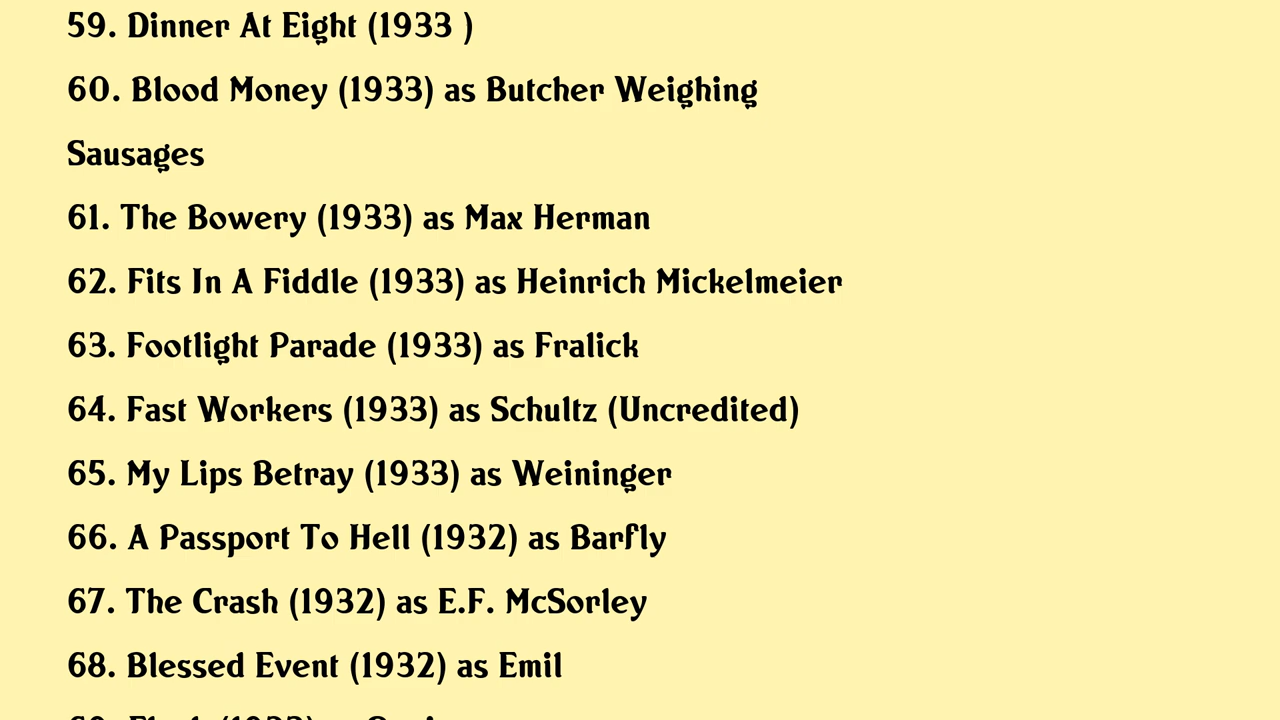 59. Dinner At Eight (1933 )
60. Blood Money (1933) as Butcher Weighing
Sausages
61. The Bowery (1933) as Max Herman
62. Fits In A Fiddle (1933) as Heinrich Mickelmeier
63. Footlight Parade (1933) as Fralick
64. Fast Workers (1933) as Schultz (Uncredited)
65. My Lips Betray (1933) as Weininger
66. A Passport To Hell (1932) as Barfly
67. The Crash (1932) as E.F. McSorley
68. Blessed Event (1932) as Emil